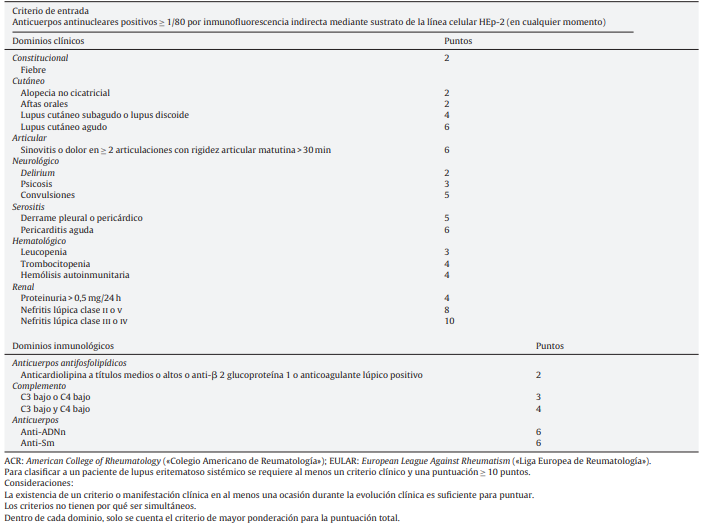 Criterio de entrada
Anticuerpos antinucleares positivos ≥ 1/80 por inmunofluorescencia indirecta mediante sustrato de la línea celular HEp-2 (en cualquier momento)
Dominios clínicos Puntos
Constitucional 2
Fiebre
Cutáneo
Alopecia no cicatricial 2
Aftas orales 2
Lupus cutáneo subagudo o lupus discoide 4
Lupus cutáneo agudo 6
Articular
Sinovitis o dolor en ≥ 2 articulaciones con rigidez articular matutina > 30 min 6
Neurológico
Delirium 2
Psicosis 3
Convulsiones 5
Serositis
Derrame pleural o pericárdico 5
Pericarditis aguda 6
Hematológico
Leucopenia 3
Trombocitopenia 4
Hemólisis autoinmunitaria 4
Renal
Proteinuria > 0,5 mg/24 h 4
Nefritis lúpica clase II o V 8
Nefritis lúpica clase III o IV 10
Dominios inmunológicos Puntos
Anticuerpos antifosfolipídicos
Anticardiolipina a títulos medios o altos o anti-β 2 glucoproteína 1 o anticoagulante lúpico positivo 2
Complemento
C3 bajo o C4 bajo 3
C3 bajo y C4 bajo 4
Anticuerpos
Anti-ADNn 6
Anti-Sm 6
ACR: American College of Rheumatology («Colegio Americano de Reumatología»); EULAR: European League Against Rheumatism («Liga Europea de Reumatología»).
Para clasificar a un paciente de lupus eritematoso sistémico se requiere al menos un criterio clínico y una puntuación ≥ 10 puntos.
Consideraciones:
La existencia de un criterio o manifestación clínica en al menos una ocasión durante la evolución clínica es suficiente para puntuar.
Los criterios no tienen por qué ser simultáneos.
Dentro de cada dominio, solo se cuenta el criterio de mayor ponderación para la puntuación total.